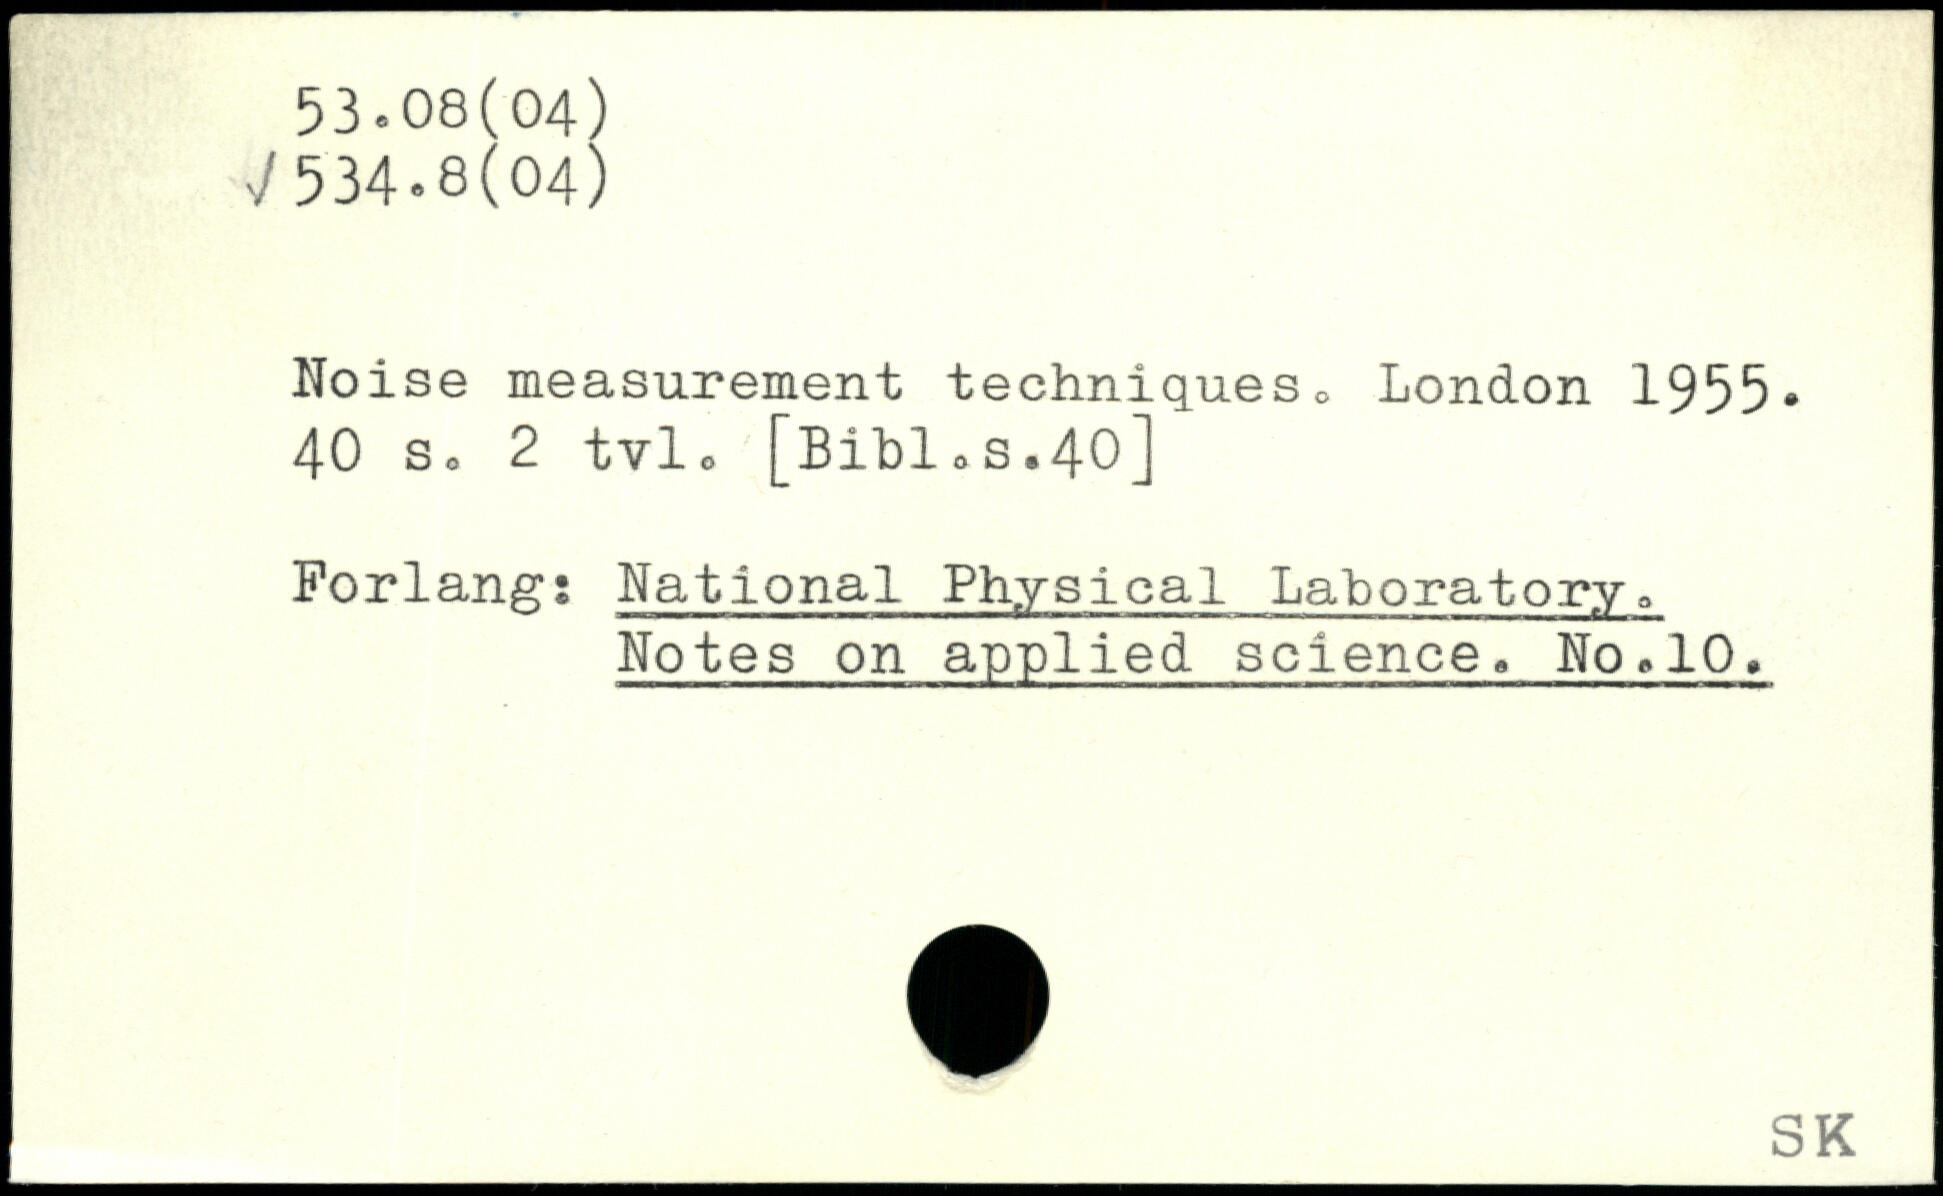 53.08(04)
✓ 534.8(04)
Noise measurement techniques. London 1955.
40 s. 2 tvl. [Bibl.s.40]
Forlang: National Physical Laboratory.
Notes on applied science. No.10.
SK